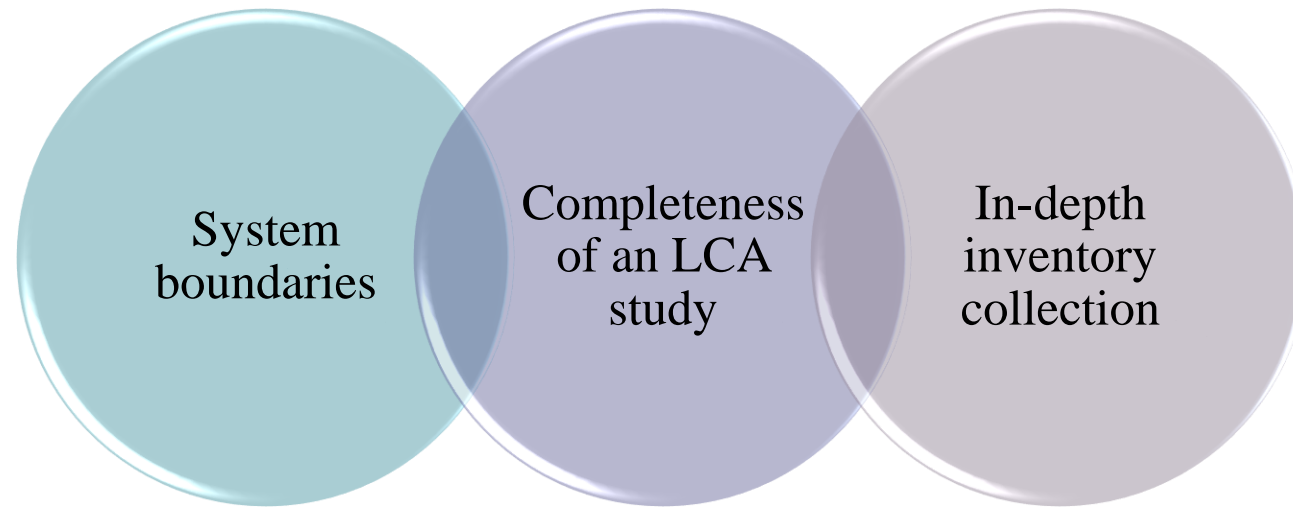 System
boundaries
Completeness
of an LCA
study
In-depth
inventory
collection